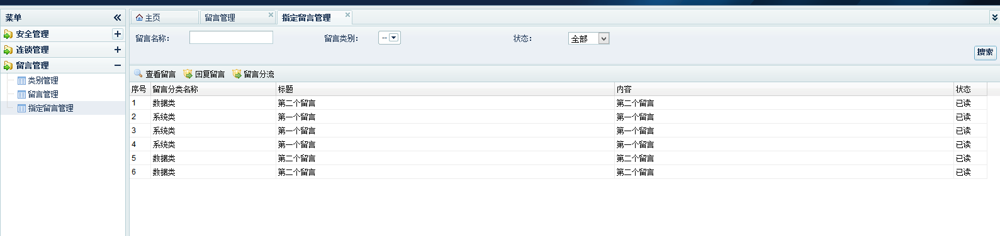 菜单
安全管理
连锁管理
留言管理
类别管理
留言管理
指定留言管理
主页 留言管理 指定留言管理
留言名称： 留言类别： -- 状态： 全部
搜索
查看留言 回复留言 留言分流
序号 留言分类名称 标题 内容 状态
1 数据类 第二个留言 第二个留言 已读
2 系统类 第一个留言 第一个留言 已读
3 系统类 第一个留言 第一个留言 已读
4 系统类 第一个留言 第一个留言 已读
5 数据类 第二个留言 第二个留言 已读
6 数据类 第二个留言 第二个留言 已读